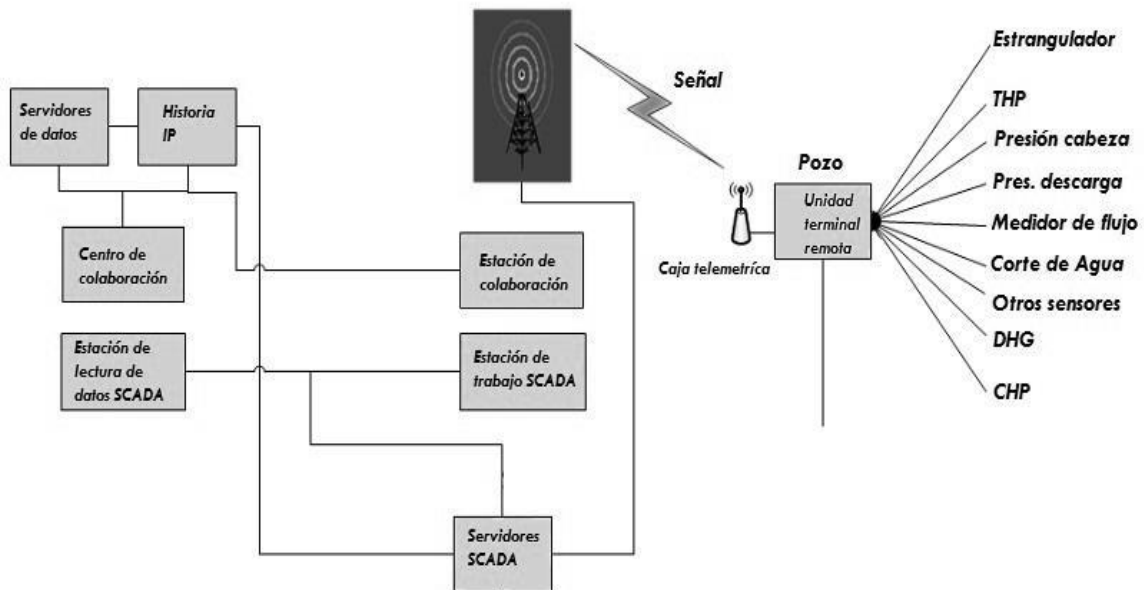 Servidores
de datos
Historia
IP
Centro de
colaboración
Estación de
lectura de
datos SCADA
Estación de
colaboración
Estación de
trabajo SCADA
Servidores
SCADA
Señal
Pozo
Unidad
terminal
remota
Caja telemetríca
Estrangulador
THP
Presión cabeza
Pres. descarga
Medidor de flujo
Corte de Agua
Otros sensores
DHG
CHP